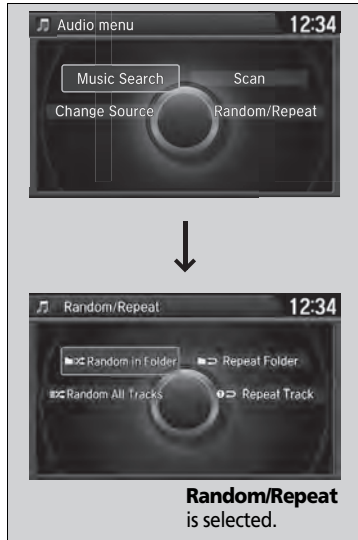 Audio menu 12:34
Music Search Scan
Change Source Random/Repeat
Random/Repeat 12:34
Random in Folder Repeat Folder
Random All Tracks Repeat Track
Random/Repeat
is selected.